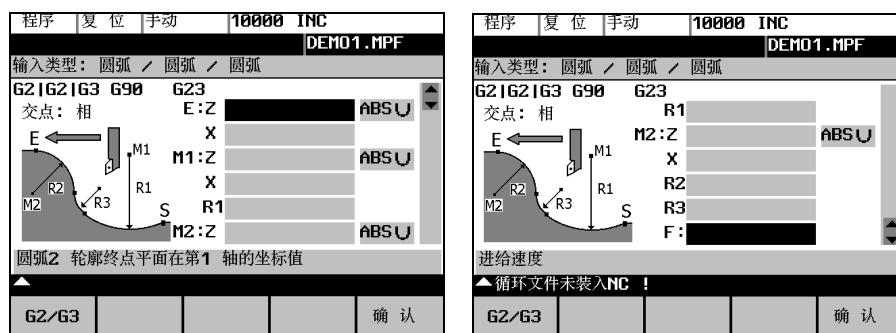 程序 复 位 手动 10000 INC
DEMO1.MPF
输入类型: 圆弧 / 圆弧 / 圆弧
G2|G2|G3 G90 G23
交点: 相
E:Z ABS
X
M1:Z ABS
X
R1
M2:Z ABS
E
M1
R2
R1
R3
M2
S
圆弧2 轮廓终点平面在第1 轴的坐标值
G2/G3 确 认
程序 复 位 手动 10000 INC
DEMO1.MPF
输入类型: 圆弧 / 圆弧 / 圆弧
G2|G2|G3 G90 G23
交点: 相
R1
M2:Z ABS
X
R2
R3
F:
E
M1
R2
R1
R3
M2
S
进给速度
循环文件未装入NC !
G2/G3 确 认